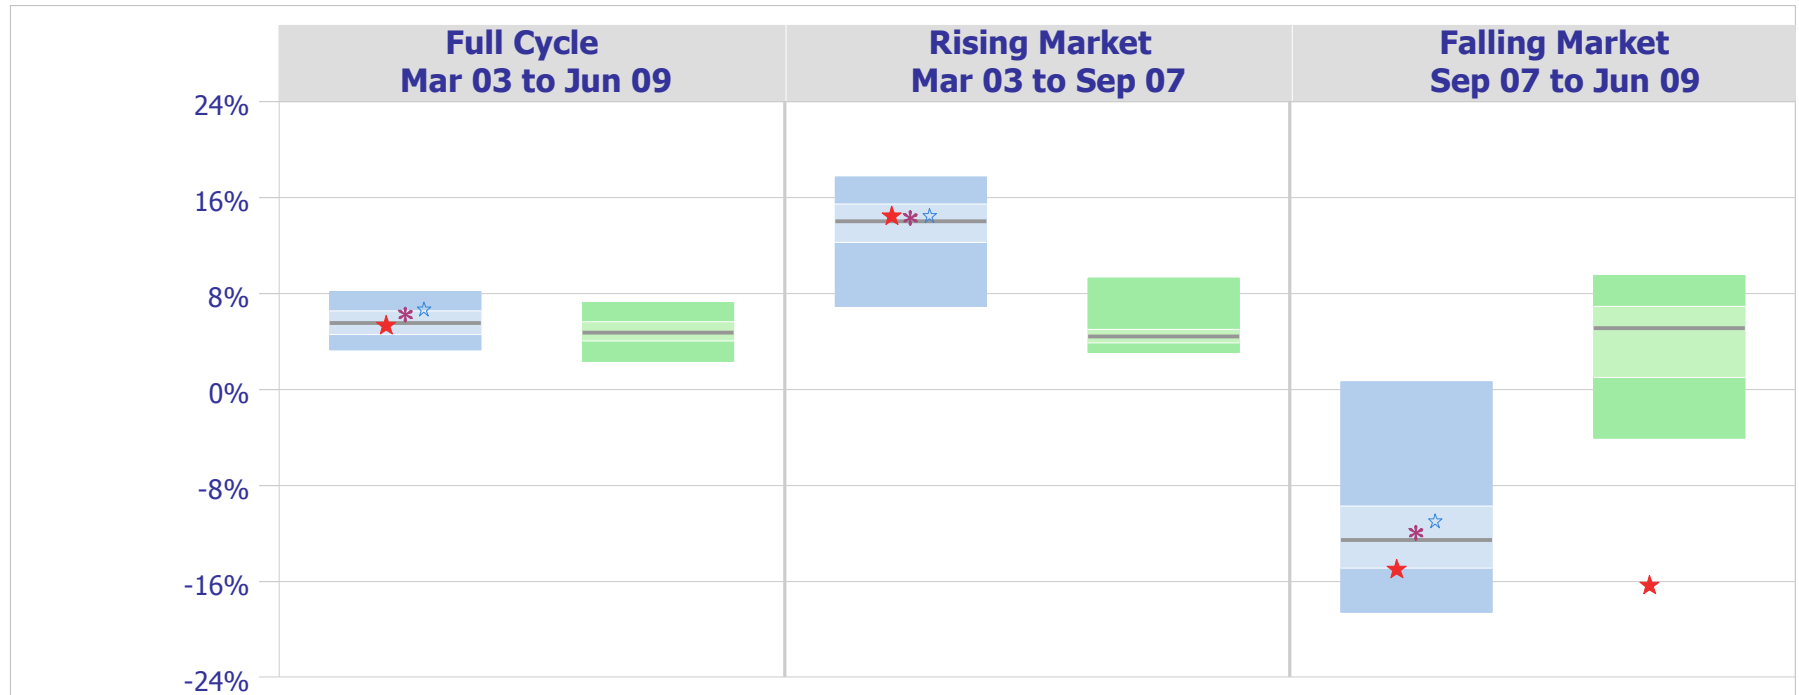 Full Cycle
Mar 03 to Jun 09
Rising Market
Mar 03 to Sep 07
Falling Market
Sep 07 to Jun 09
24%
16%
8%
0%
-8%
-16%
-24%